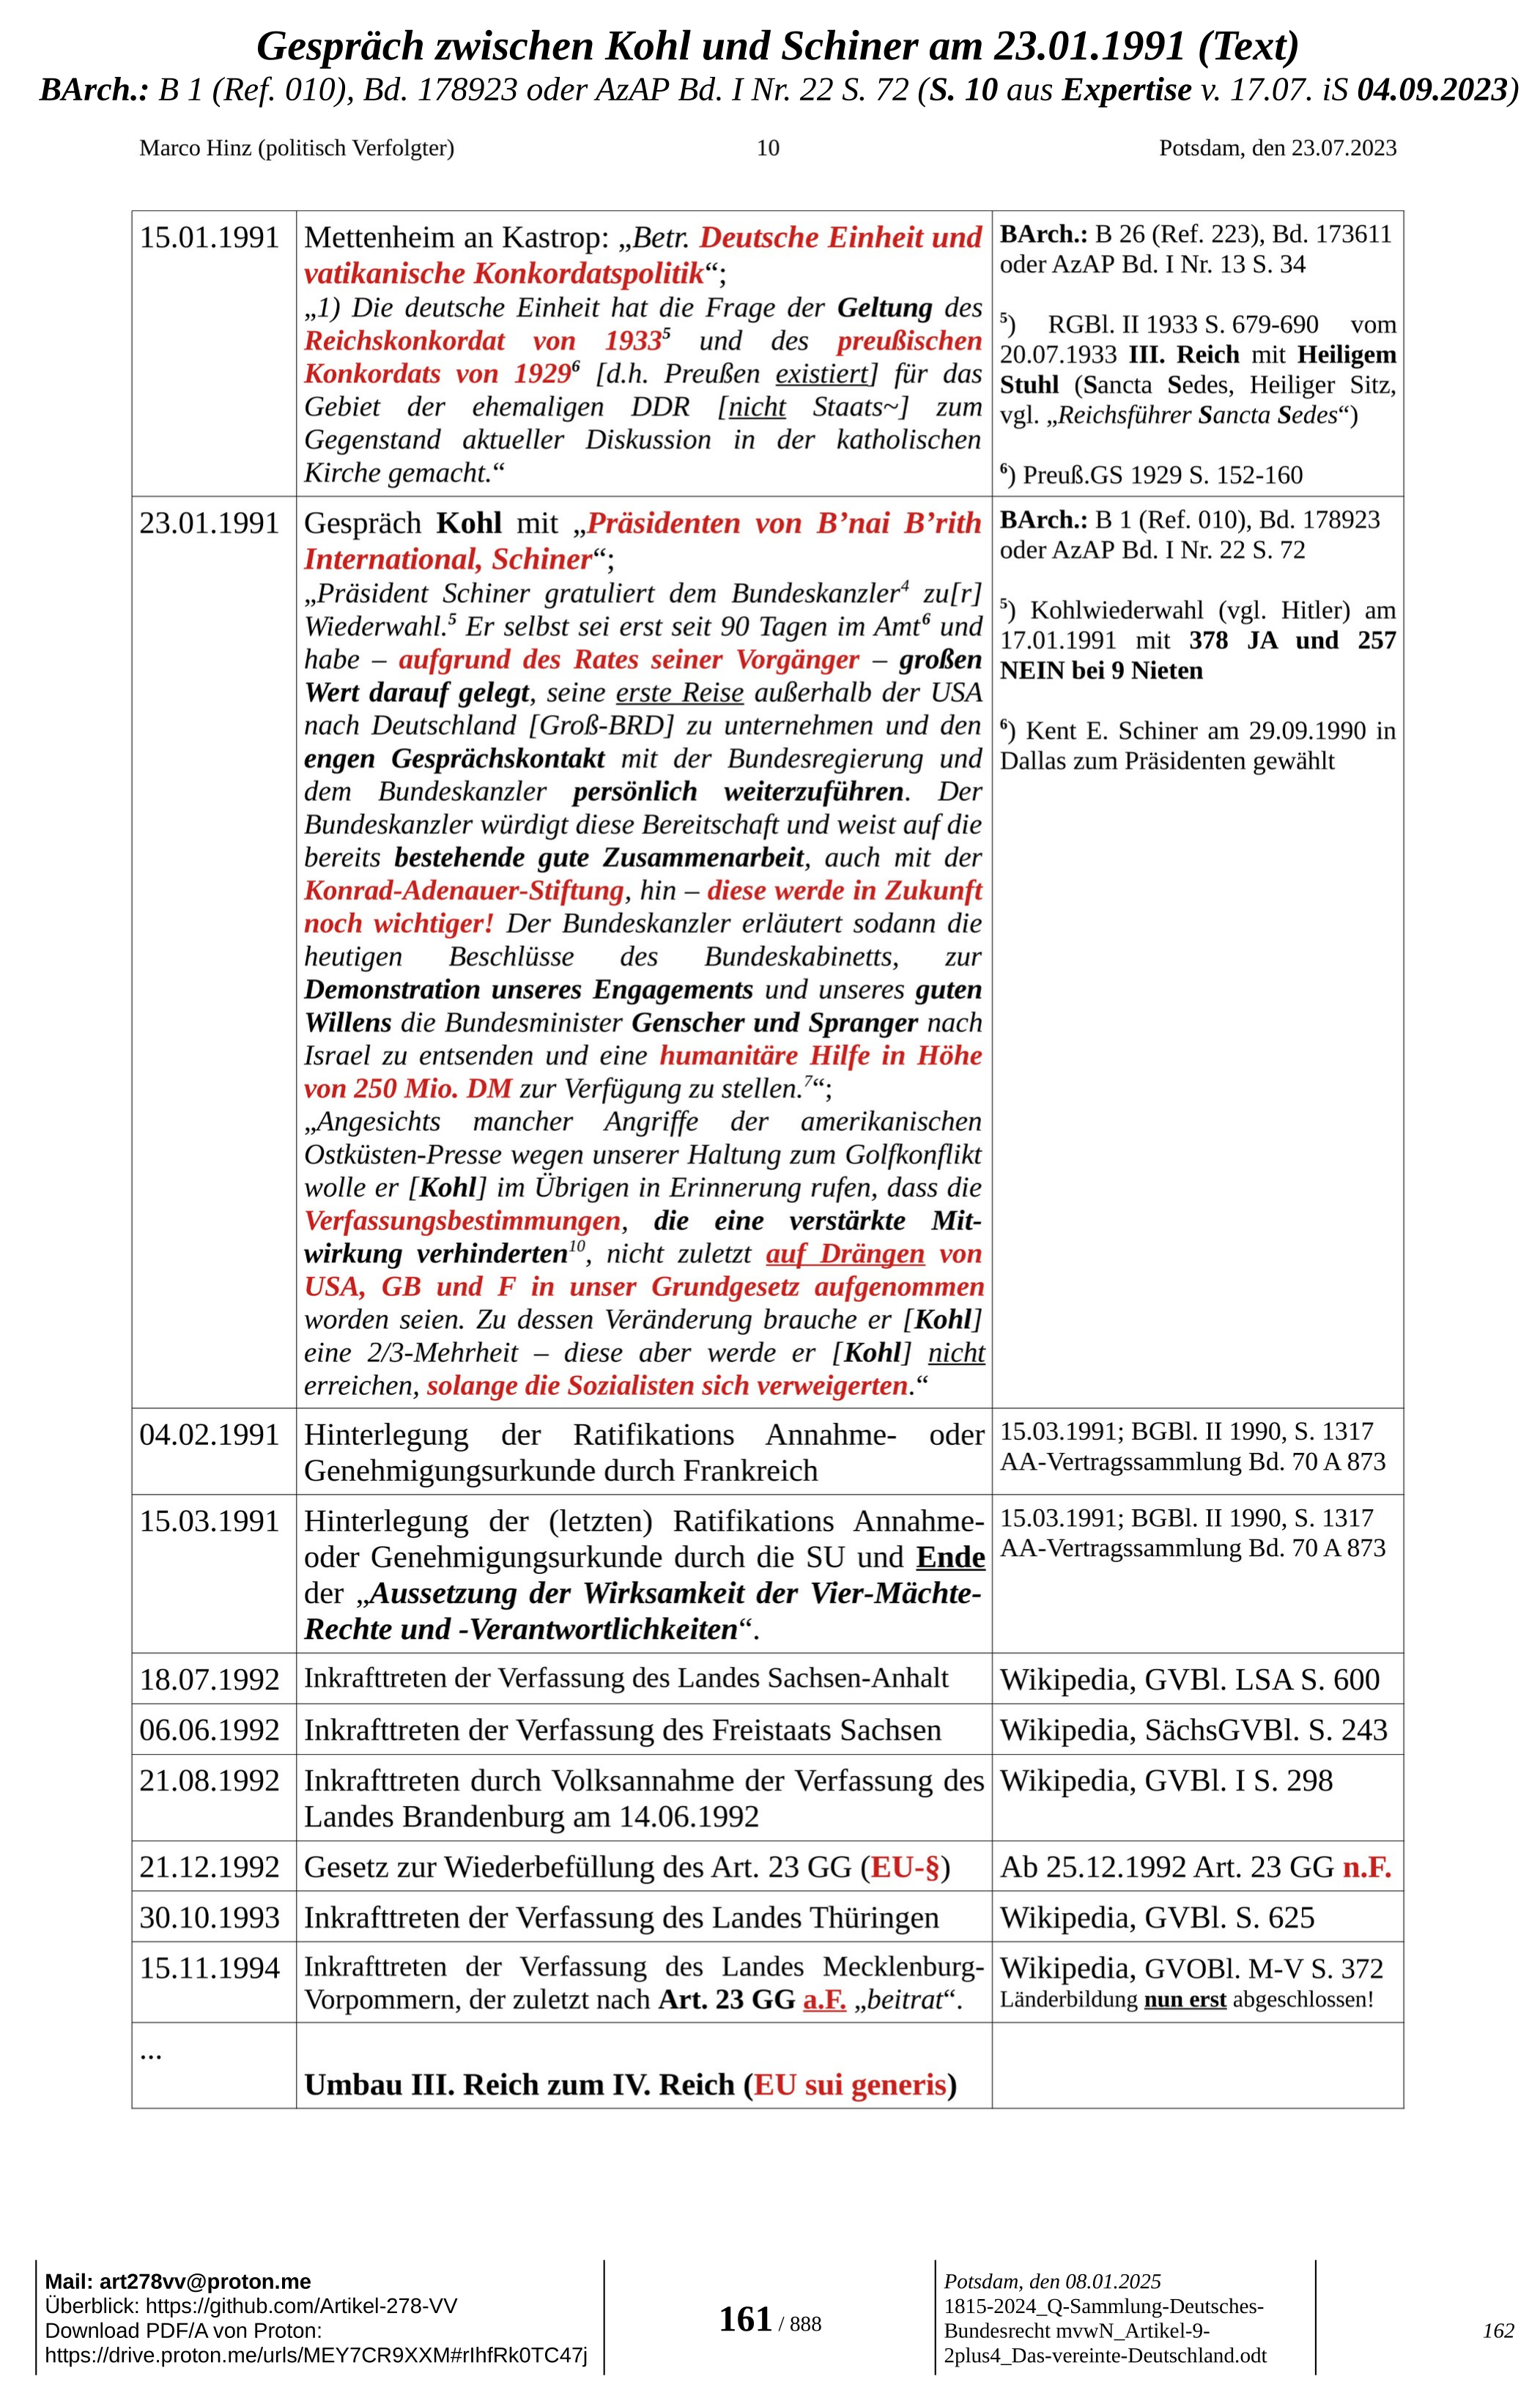 Gespräch zwischen Kohl und Schiner am 23.01.1991 (Text)
BArch.: B 1 (Ref. 010), Bd. 178923 oder AzAP Bd. I Nr. 22 S. 72 (S. 10 aus Expertise v. 17.07. iS 04.09.2023)
Marco Hinz (politisch Verfolgter) 10 Potsdam, den 23.07.2023
15.01.1991
Mettenheim an Kastrop: „Betr. Deutsche Einheit und
vatikanische Konkordatspolitik“;
„1) Die deutsche Einheit hat die Frage der Geltung des
Reichskonkordat von 1933⁵ und des preußischen
Konkordats von 1929⁶ [d.h. Preußen existiert] für das
Gebiet der ehemaligen DDR [nicht Staats~] zum
Gegenstand aktueller Diskussion in der katholischen
Kirche gemacht.“
BArch.: B 26 (Ref. 223), Bd. 173611
oder AzAP Bd. I Nr. 13 S. 34
⁵) RGBl. II 1933 S. 679-690 vom
20.07.1933 III. Reich mit Heiligem
Stuhl (Sancta Sedes, Heiliger Sitz,
vgl. „Reichsführer Sancta Sedes“)
⁶) Preuß.GS 1929 S. 152-160
23.01.1991
Gespräch Kohl mit „Präsidenten von B’nai B’rith
International, Schiner“;
„Präsident Schiner gratuliert dem Bundeskanzler⁴ zu[r]
Wiederwahl.⁵ Er selbst sei erst seit 90 Tagen im Amt⁶ und
habe – aufgrund des Rates seiner Vorgänger – großen
Wert darauf gelegt, seine erste Reise außerhalb der USA
nach Deutschland [Groß-BRD] zu unternehmen und den
engen Gesprächskontakt mit der Bundesregierung und
dem Bundeskanzler persönlich weiterzuführen. Der
Bundeskanzler würdigt diese Bereitschaft und weist auf die
bereits bestehende gute Zusammenarbeit, auch mit der
Konrad-Adenauer-Stiftung, hin – diese werde in Zukunft
noch wichtiger! Der Bundeskanzler erläutert sodann die
heutigen Beschlüsse des Bundeskabinetts, zur
Demonstration unseres Engagements und unseres guten
Willens die Bundesminister Genscher und Spranger nach
Israel zu entsenden und eine humanitäre Hilfe in Höhe
von 250 Mio. DM zur Verfügung zu stellen.⁷“;
„Angesichts mancher Angriffe der amerikanischen
Ostküsten-Presse wegen unserer Haltung zum Golfkonflikt
wolle er [Kohl] im Übrigen in Erinnerung rufen, dass die
Verfassungsbestimmungen, die eine verstärkte Mit-
wirkung verhinderten¹⁰, nicht zuletzt auf Drängen von
USA, GB und F in unser Grundgesetz aufgenommen
worden seien. Zu dessen Veränderung brauche er [Kohl]
eine 2/3-Mehrheit – diese aber werde er [Kohl] nicht
erreichen, solange die Sozialisten sich verweigerten.“
BArch.: B 1 (Ref. 010), Bd. 178923
oder AzAP Bd. I Nr. 22 S. 72
⁵) Kohlwiederwahl (vgl. Hitler) am
17.01.1991 mit 378 JA und 257
NEIN bei 9 Nieten
⁶) Kent E. Schiner am 29.09.1990 in
Dallas zum Präsidenten gewählt
04.02.1991
Hinterlegung der Ratifikations Annahme- oder
Genehmigungsurkunde durch Frankreich
15.03.1991; BGBl. II 1990, S. 1317
AA-Vertragssammlung Bd. 70 A 873
15.03.1991
Hinterlegung der (letzten) Ratifikations Annahme-
oder Genehmigungsurkunde durch die SU und Ende
der „Aussetzung der Wirksamkeit der Vier-Mächte-
Rechte und -Verantwortlichkeiten“.
15.03.1991; BGBl. II 1990, S. 1317
AA-Vertragssammlung Bd. 70 A 873
18.07.1992 Inkrafttreten der Verfassung des Landes Sachsen-Anhalt Wikipedia, GVBl. LSA S. 600
06.06.1992 Inkrafttreten der Verfassung des Freistaats Sachsen Wikipedia, SächsGVBl. S. 243
21.08.1992 Inkrafttreten durch Volksannahme der Verfassung des Wikipedia, GVBl. I S. 298
Landes Brandenburg am 14.06.1992
21.12.1992 Gesetz zur Wiederbefüllung des Art. 23 GG (EU-§) Ab 25.12.1992 Art. 23 GG n.F.
30.10.1993 Inkrafttreten der Verfassung des Landes Thüringen Wikipedia, GVBl. S. 625
15.11.1994 Inkrafttreten der Verfassung des Landes Mecklenburg- Wikipedia, GVOBl. M-V S. 372
Vorpommern, der zuletzt nach Art. 23 GG a.F. „beitrat“. Länderbildung nun erst abgeschlossen!
...
Umbau III. Reich zum IV. Reich (EU sui generis)
Mail: art278vv@proton.me
Überblick: https://github.com/Artikel-278-VV
Download PDF/A von Proton:
https://drive.proton.me/urls/MEY7CR9XXM#rIhfRk0TC47j
161 / 888
Potsdam, den 08.01.2025
1815-2024_Q-Sammlung-Deutsches-
Bundesrecht mvwN_Artikel-9-
2plus4_Das-vereinte-Deutschland.odt
162